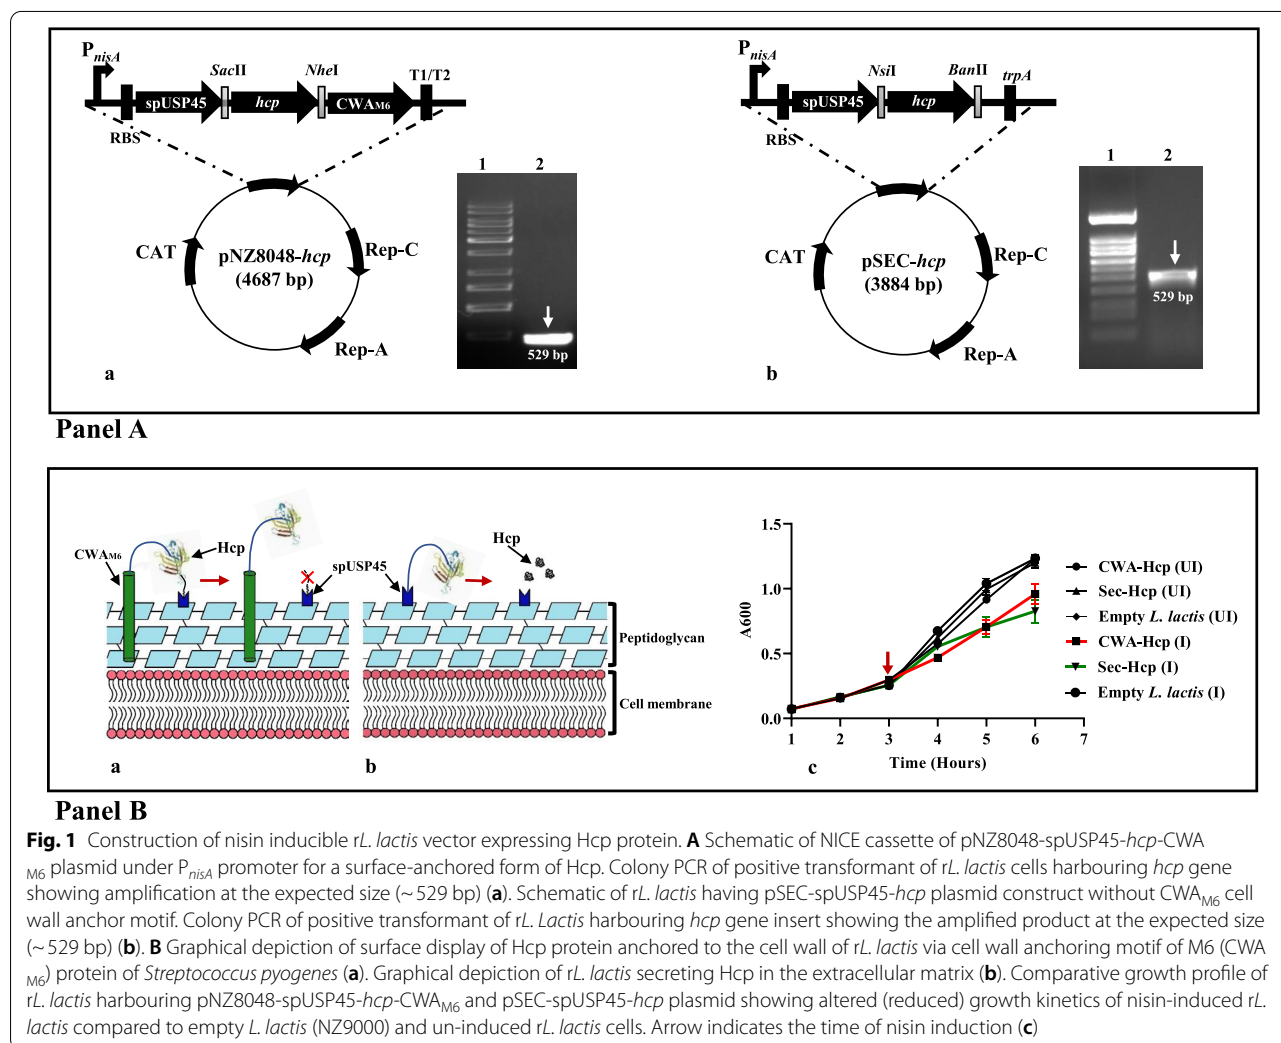 PnisA
SacII
NheI
T1/T2
spUSP45
hcp
CWAM6
RBS
CAT
pNZ8048-hcp
(4687 bp)
Rep-C
Rep-A
1 2
529 bp
a
PnisA
NsiI
BanII
trpA
spUSP45
hcp
RBS
CAT
pSEC-hcp
(3884 bp)
Rep-C
Rep-A
1 2
529 bp
b
Panel A
CWAM6
Hcp
spUSP45
Hcp
Peptidoglycan
Cell membrane
a
b
A600
1.5
1.0
0.5
0.0
1 2 3 4 5 6 7
Time (Hours)
CWA-Hcp (UI)
Sec-Hcp (UI)
Empty L. lactis (UI)
CWA-Hcp (I)
Sec-Hcp (I)
Empty L. lactis (I)
c
Panel B
Fig. 1 Construction of nisin inducible rL. lactis vector expressing Hcp protein. A Schematic of NICE cassette of pNZ8048-spUSP45-hcp-CWA
M6 plasmid under PnisA promoter for a surface-anchored form of Hcp. Colony PCR of positive transformant of rL. lactis cells harbouring hcp gene
showing amplification at the expected size (~ 529 bp) (a). Schematic of rL. lactis having pSEC-spUSP45-hcp plasmid construct without CWAM6 cell
wall anchor motif. Colony PCR of positive transformant of rL. Lactis harbouring hcp gene insert showing the amplified product at the expected size
(~ 529 bp) (b). B Graphical depiction of surface display of Hcp protein anchored to the cell wall of rL. lactis via cell wall anchoring motif of M6 (CWA
M6) protein of Streptococcus pyogenes (a). Graphical depiction of rL. lactis secreting Hcp in the extracellular matrix (b). Comparative growth profile of
rL. lactis harbouring pNZ8048-spUSP45-hcp-CWAM6 and pSEC-spUSP45-hcp plasmid showing altered (reduced) growth kinetics of nisin-induced rL.
lactis compared to empty L. lactis (NZ9000) and un-induced rL. lactis cells. Arrow indicates the time of nisin induction (c)